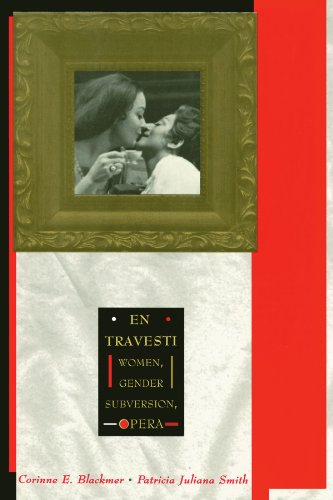 • EN •
TRAVESTI
WOMEN,
GENDER
SUBVERSION,
OPERA
Corinne E. Blackmer • Patricia Juliana Smith